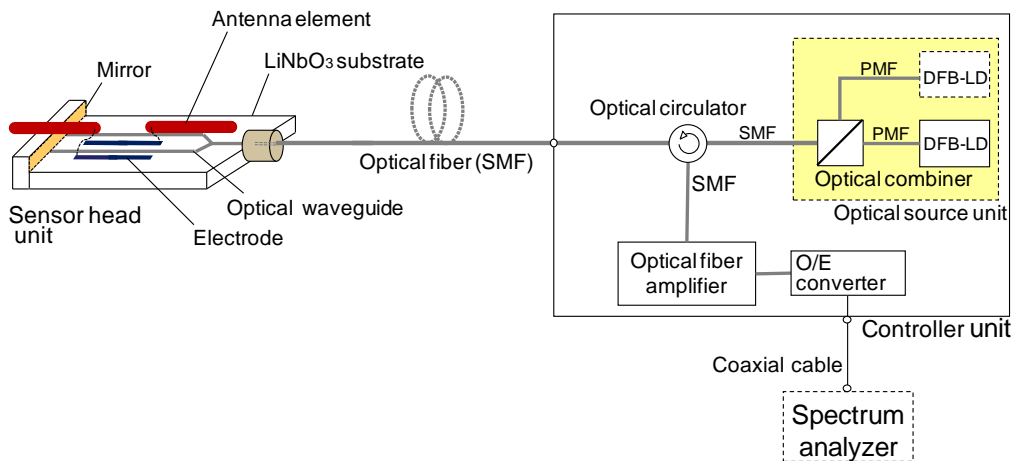 Antenna element
LiNbO3 substrate
Mirror
Optical circulator
PMF
DFB-LD
SMF
PMF
DFB-LD
Optical fiber (SMF)
SMF
Optical combiner
Optical source unit
Sensor head
unit
Optical waveguide
Electrode
Optical fiber
amplifier
O/E
converter
Controller unit
Coaxial cable
Spectrum
analyzer